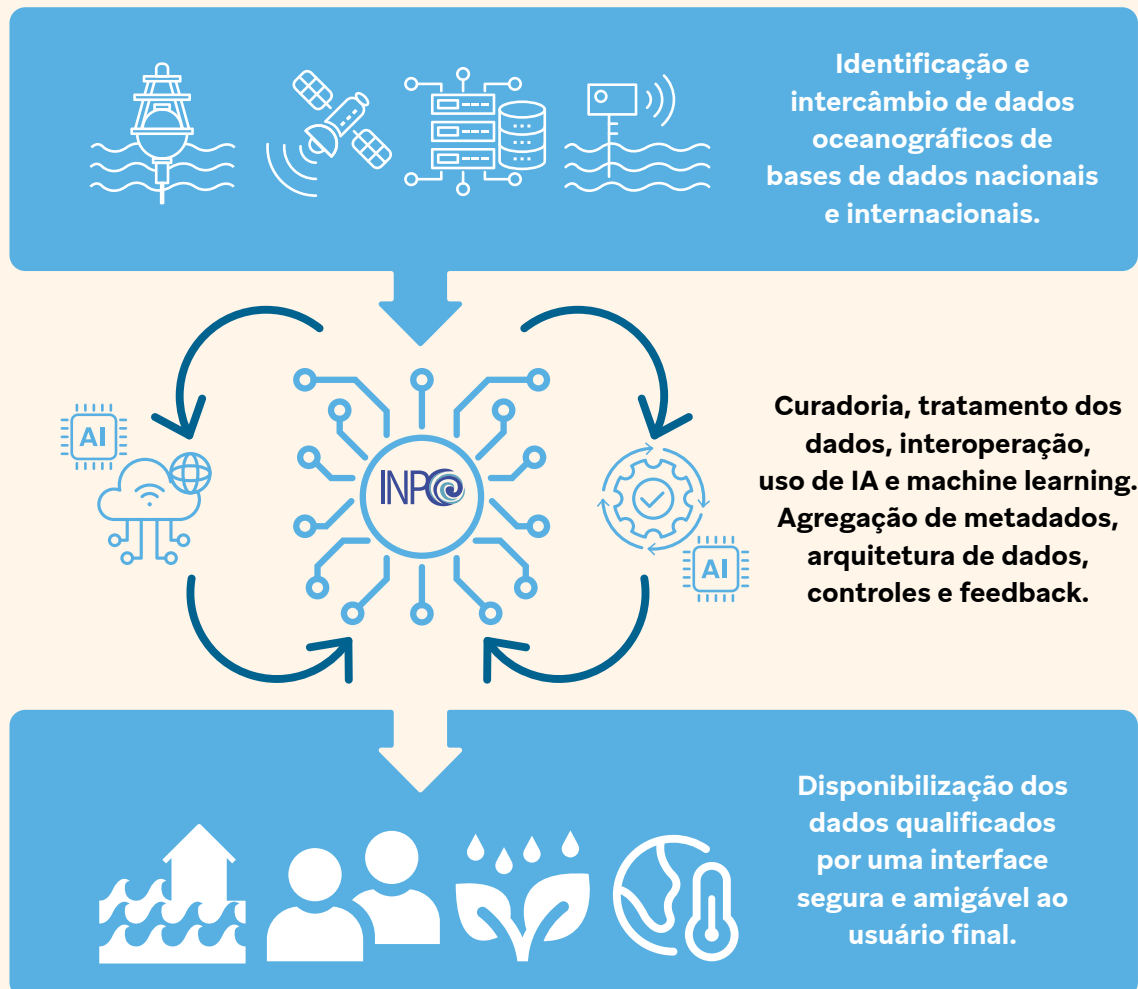 Identificação e
intercâmbio de dados
oceanográficos de
bases de dados nacionais
e internacionais.
AI
INPO
Curadoria, tratamento dos
dados, interoperação,
uso de IA e machine learning.
Agregação de metadados,
arquitetura de dados,
controles e feedback.
AI
Disponibilização dos
dados qualificados
por uma interface
segura e amigável ao
usuário final.